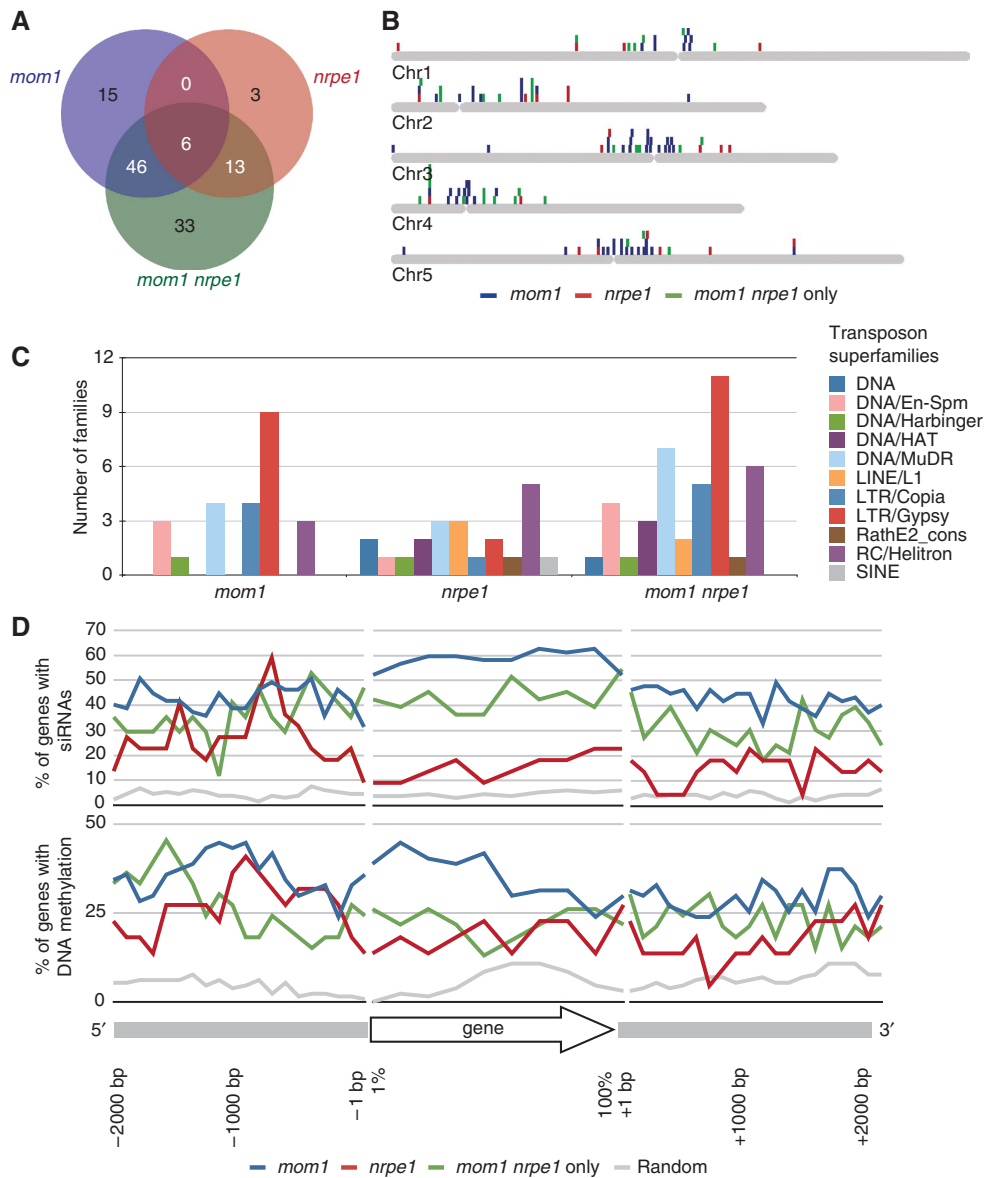 A
mom1
nrpe1
15
0
3
6
46
13
33
mom1 nrpe1
B
Chr1
Chr2
Chr3
Chr4
Chr5
mom1 nrpe1 mom1 nrpe1 only
C
Number of families
12
9
6
3
0
mom1 nrpe1 mom1 nrpe1
Transposon
superfamilies
DNA
DNA/En-Spm
DNA/Harbinger
DNA/HAT
DNA/MuDR
LINE/L1
LTR/Copia
LTR/Gypsy
RathE2_cons
RC/Helitron
SINE
D
% of genes with
siRNAs
70
60
50
40
30
20
10
0
% of genes with
DNA methylation
50
25
0
5′ gene 3′
−2000 bp
−1000 bp
−1 bp
1%
100%
+1 bp
+1000 bp
+2000 bp
mom1 nrpe1 mom1 nrpe1 only Random